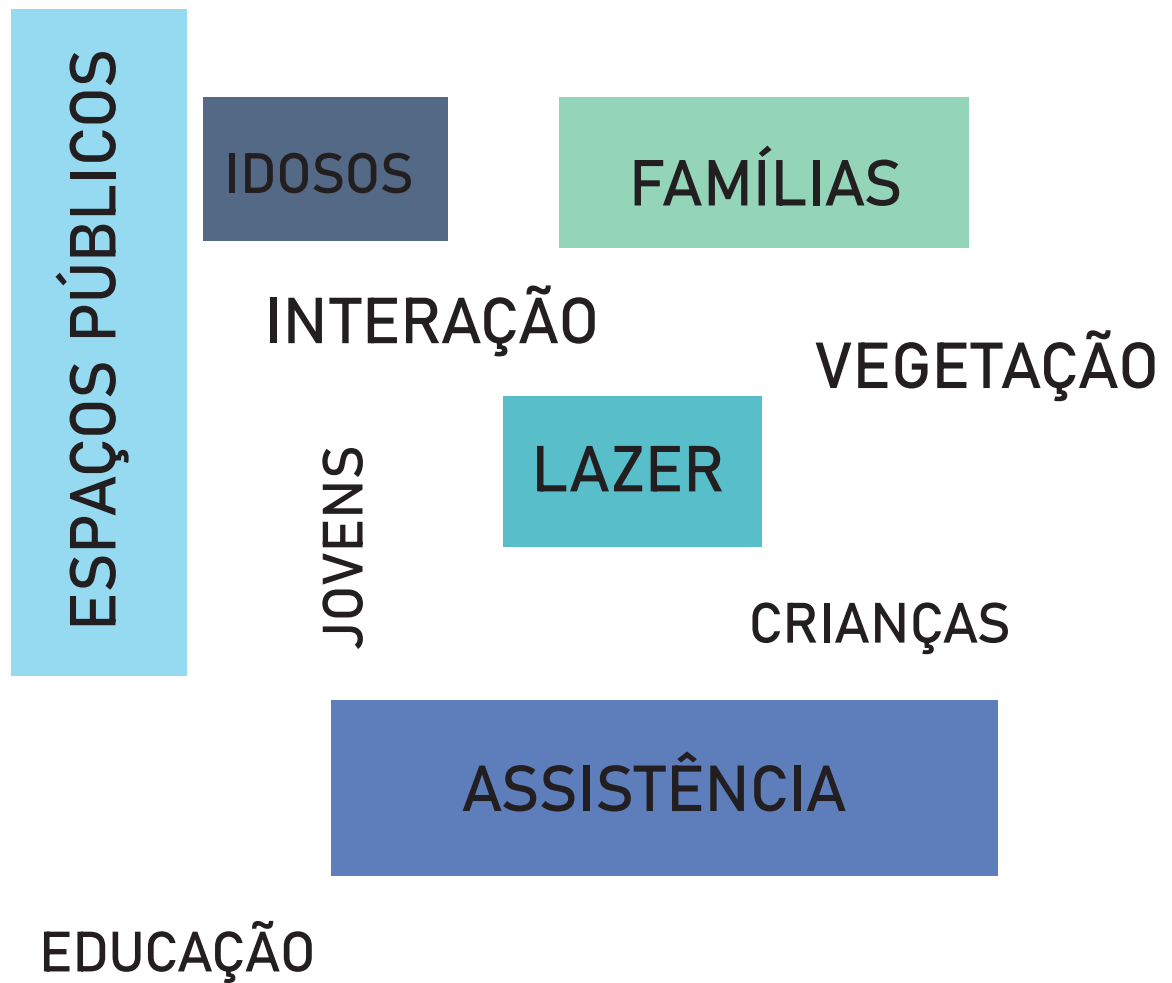 ESPAÇOS PÚBLICOS
IDOSOS
FAMÍLIAS
INTERAÇÃO
VEGETAÇÃO
LAZER
JOVENS
CRIANÇAS
ASSISTÊNCIA
EDUCAÇÃO